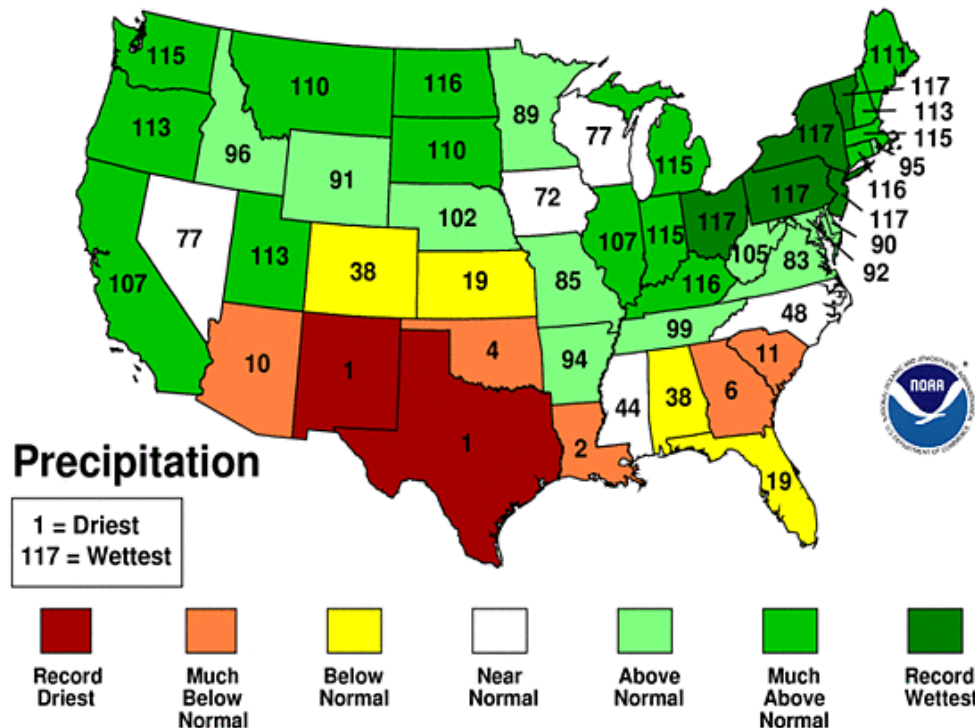 115
110
116
89
77
111
117
113
115
95
116
117
90
92
113
96
91
110
72
115
117
117
77
113
102
107
115
117
105
83
107
38
19
85
116
48
10
1
4
94
99
11
1
2
44
38
6
19
NOAA
Precipitation
1 = Driest
117 = Wettest
Record
Driest
Much
Below
Normal
Below
Normal
Near
Normal
Above
Normal
Much
Above
Normal
Record
Wettest